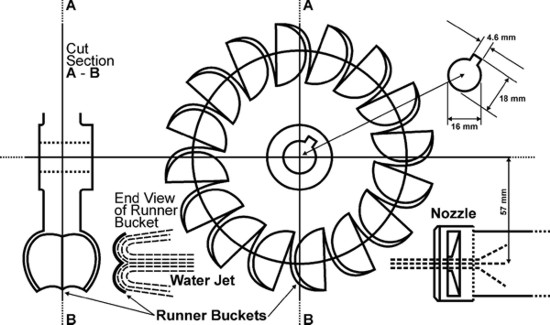 A
A
Cut
Section
A - B
4.6 mm
18 mm
16 mm
End View
of Runner
Bucket
57 mm
Nozzle
Water Jet
Runner Buckets
B
B